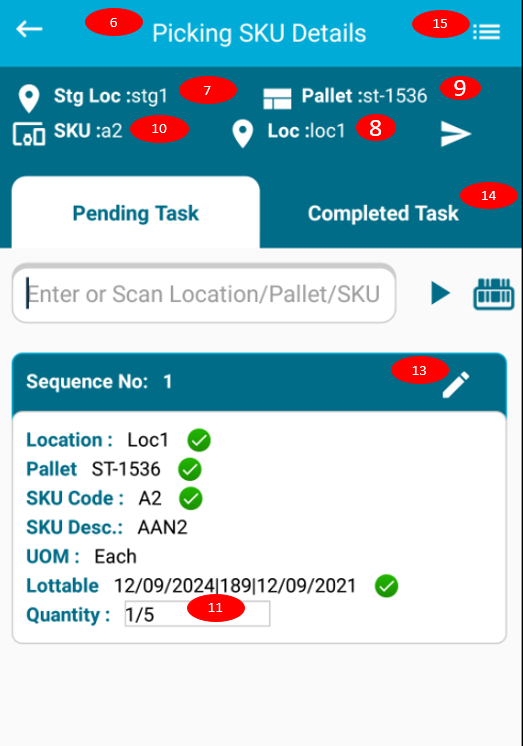 6 Picking SKU Details 15
Stg Loc :stg1 7 Pallet :st-1536 9
SKU :a2 10 Loc :loc1 8
Pending Task Completed Task 14
Enter or Scan Location/Pallet/SKU
Sequence No: 1 13
Location : Loc1
Pallet ST-1536
SKU Code : A2
SKU Desc.: AAN2
UOM : Each
Lottable 12/09/2024|189|12/09/2021
Quantity : 1/5 11